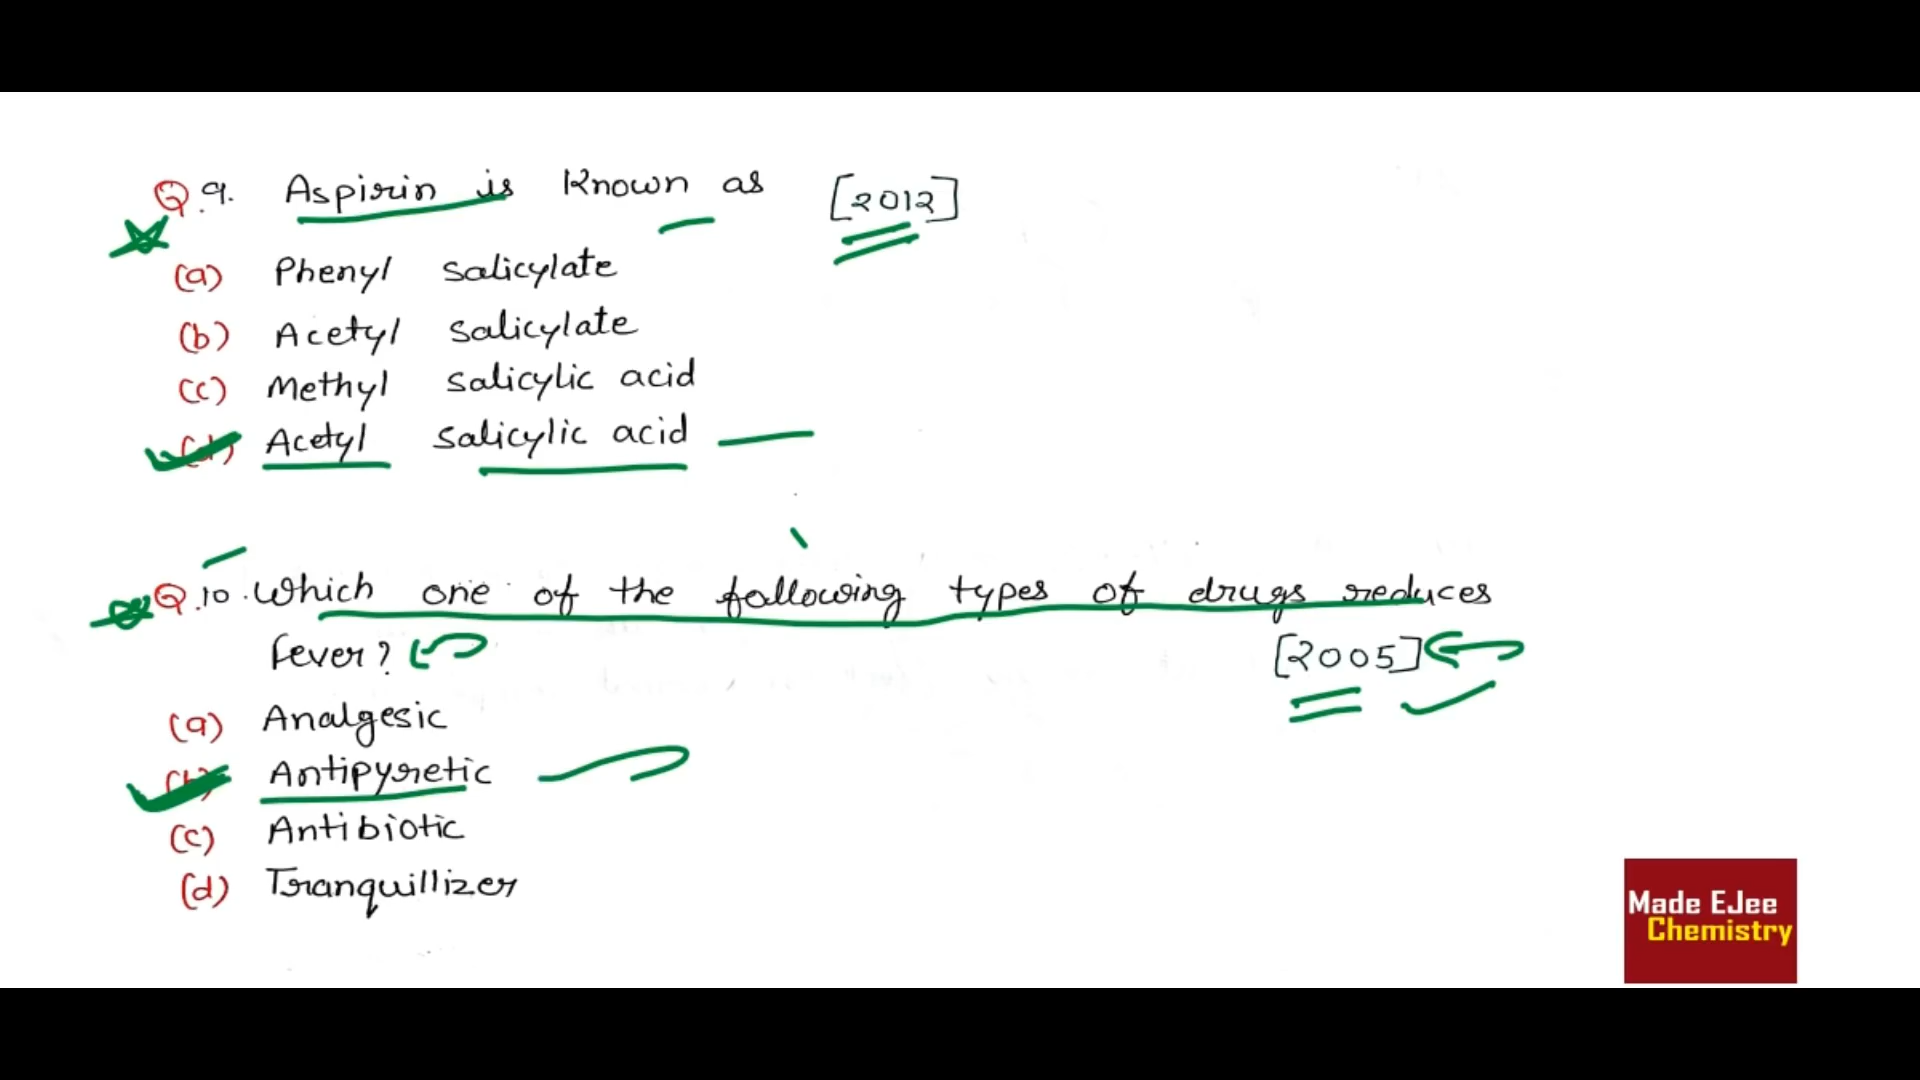 Q.9. Aspirin is known as [2012]
(a) Phenyl salicylate
(b) Acetyl salicylate
(c) Methyl salicylic acid
(d) Acetyl salicylic acid
Q.10. Which one of the following types of drugs reduces
fever? [2005]
(a) Analgesic
(b) Antipyretic
(c) Antibiotic
(d) Tranquillizer
Made EJee
Chemistry